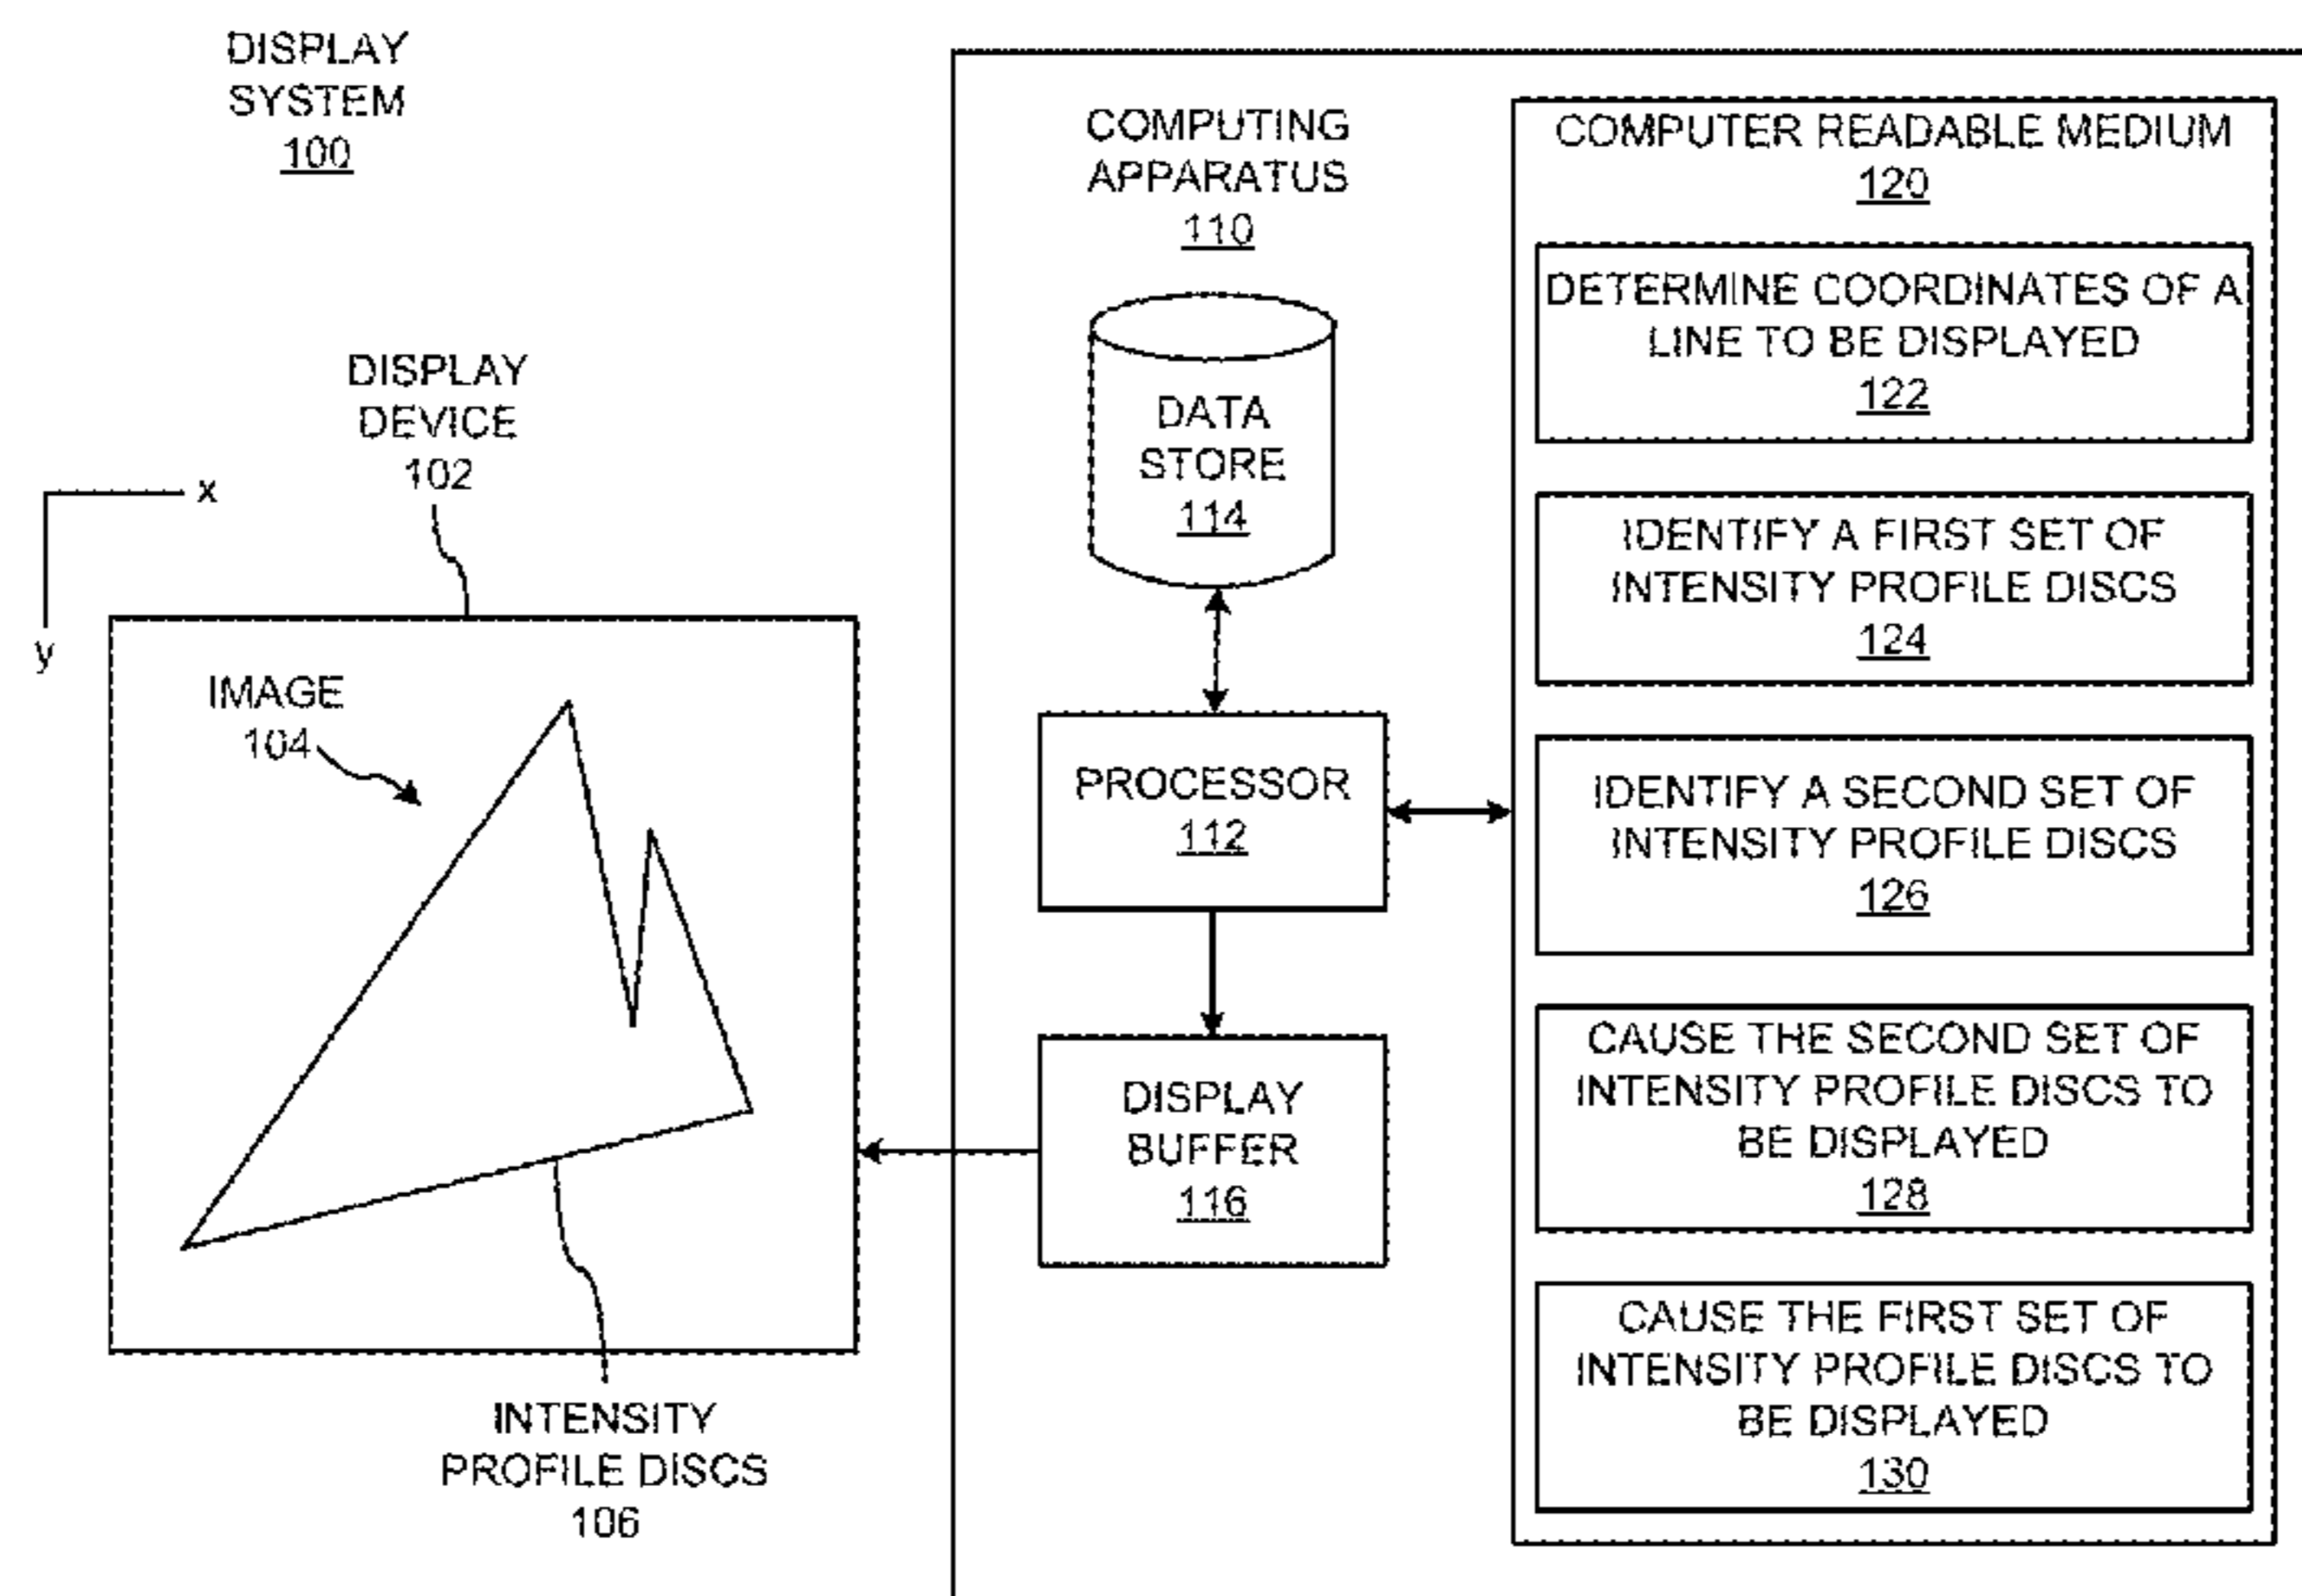 DISPLAY
SYSTEM
100
DISPLAY
DEVICE
102
x
y
IMAGE
104
INTENSITY
PROFILE DISCS
106
COMPUTING
APPARATUS
110
DATA
STORE
114
PROCESSOR
112
DISPLAY
BUFFER
116
COMPUTER READABLE MEDIUM
120
DETERMINE COORDINATES OF A
LINE TO BE DISPLAYED
122
IDENTIFY A FIRST SET OF
INTENSITY PROFILE DISCS
124
IDENTIFY A SECOND SET OF
INTENSITY PROFILE DISCS
126
CAUSE THE SECOND SET OF
INTENSITY PROFILE DISCS TO
BE DISPLAYED
128
CAUSE THE FIRST SET OF
INTENSITY PROFILE DISCS TO
BE DISPLAYED
130